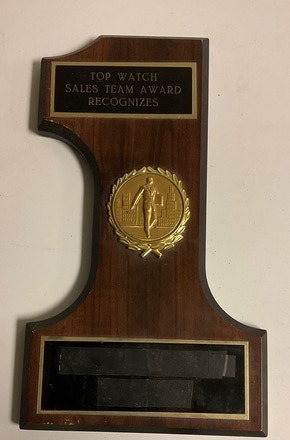 TOP WATCH
SALES TEAM AWARD
RECOGNIZES